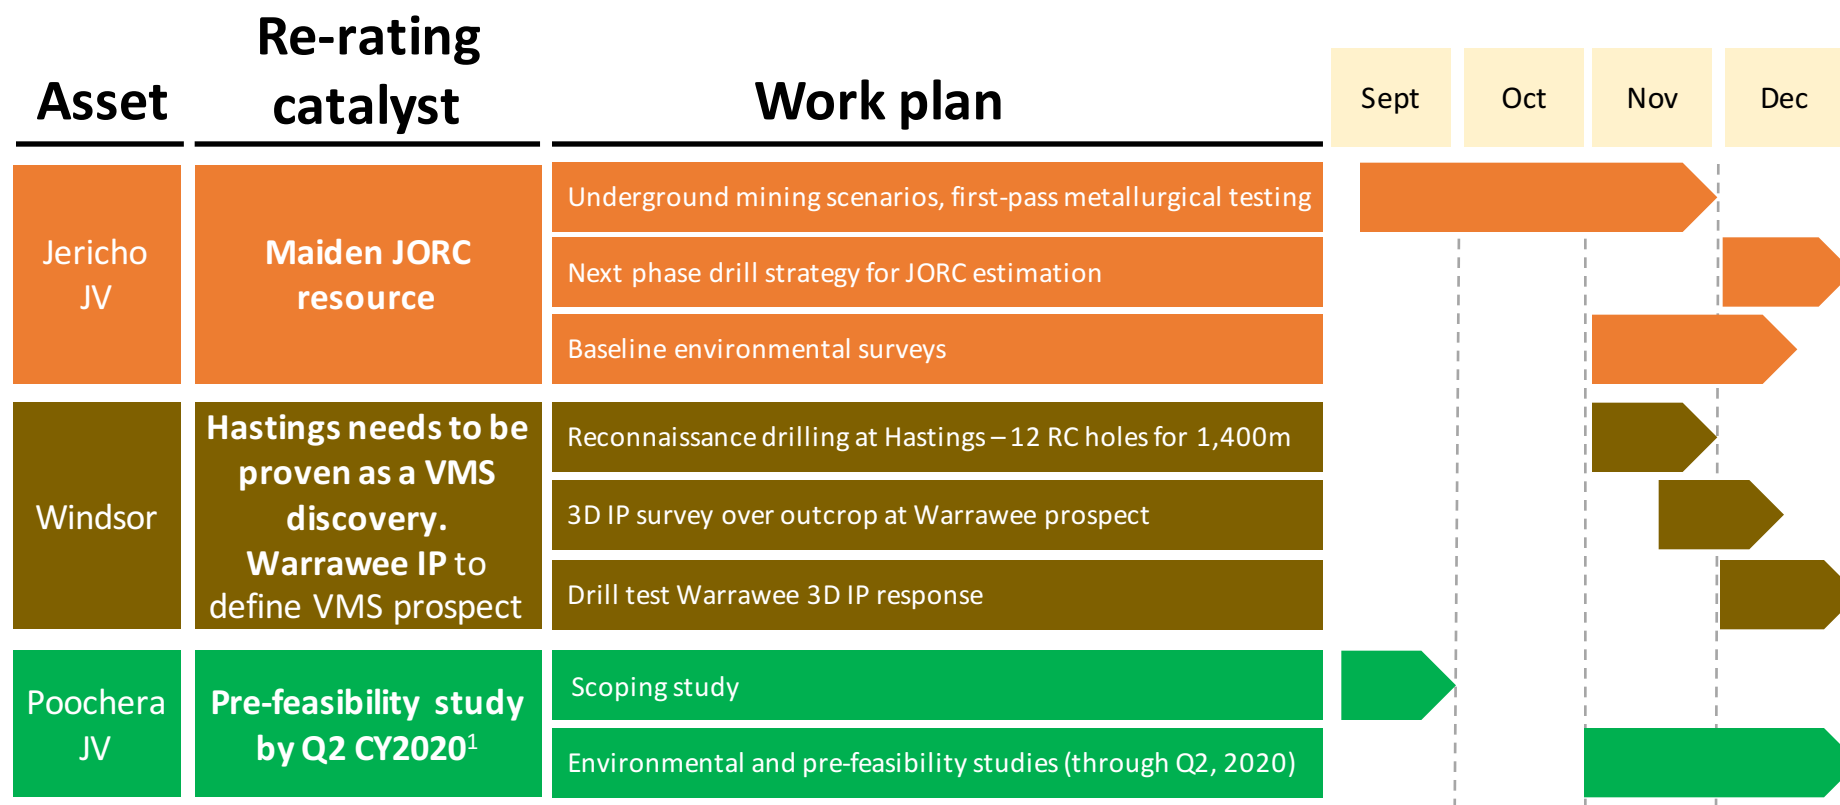 Asset
Re-rating
catalyst
Work plan
Sept
Oct
Nov
Dec
Jericho
JV
Maiden JORC
resource
Underground mining scenarios, first-pass metallurgical testing
Next phase drill strategy for JORC estimation
Baseline environmental surveys
Windsor
Hastings needs to be
proven as a VMS
discovery.
Warrawee IP to
define VMS prospect
Reconnaissance drilling at Hastings – 12 RC holes for 1,400m
3D IP survey over outcrop at Warrawee prospect
Drill test Warrawee 3D IP response
Poochera
JV
Pre-feasibility study
by Q2 CY2020¹
Scoping study
Environmental and pre-feasibility studies (through Q2, 2020)